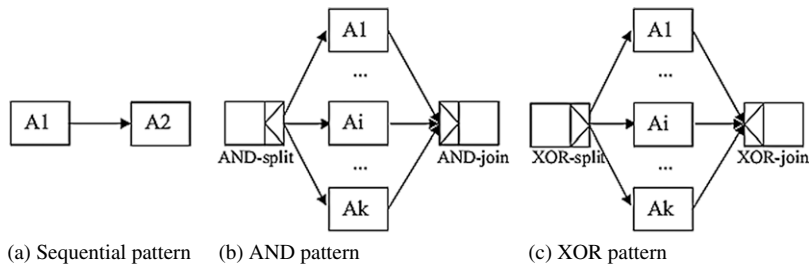 A1
A2
(a) Sequential pattern
A1
...
AND-split
Ai
AND-join
...
Ak
(b) AND pattern
A1
...
XOR-split
Ai
XOR-join
...
Ak
(c) XOR pattern